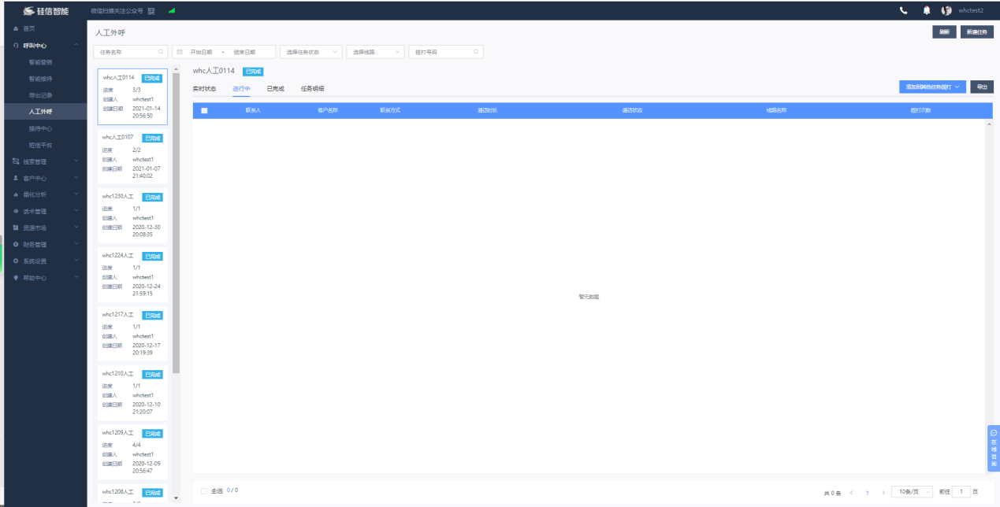 硅信智能
微信扫描关注公众号
whctest2
首页
呼叫中心
智能营销
智能接待
导出记录
人工外呼
接待中心
短信平台
线索管理
客户中心
量化分析
话术管理
资源市场
财务管理
系统设置
帮助中心
人工外呼
刷新
新建任务
任务名称
开始日期 - 结束日期
选择任务状态
选择线路
拨打号码
whc人工0114 已完成
进度 3/3
创建人 whctest1
创建日期 2021-01-14
20:56:50
whc人工0107 已完成
进度 2/2
创建人 whctest1
创建日期 2021-01-07
21:40:02
whc1230人工 已完成
进度 1/1
创建人 whctest1
创建日期 2020-12-30
20:08:35
whc1224人工 已完成
进度 1/1
创建人 whctest1
创建日期 2020-12-24
21:59:15
whc1217人工 已完成
进度 1/1
创建人 whctest1
创建日期 2020-12-17
20:19:39
whc1210人工 已完成
进度 1/1
创建人 whctest1
创建日期 2020-12-10
21:20:07
whc1209人工 已完成
进度 4/4
创建人 whctest1
创建日期 2020-12-09
20:56:47
whc1208人工 已完成
whc人工0114 已完成
实时状态 进行中 已完成 任务明细
添加到其他任务拨打
导出
联系人 客户名称 联系方式 通话时长 通话状态 线路名称 拨打次数
暂无数据
在线咨询
全选 0/0
共 0 条 < 1 > 10条/页 前往 1 页